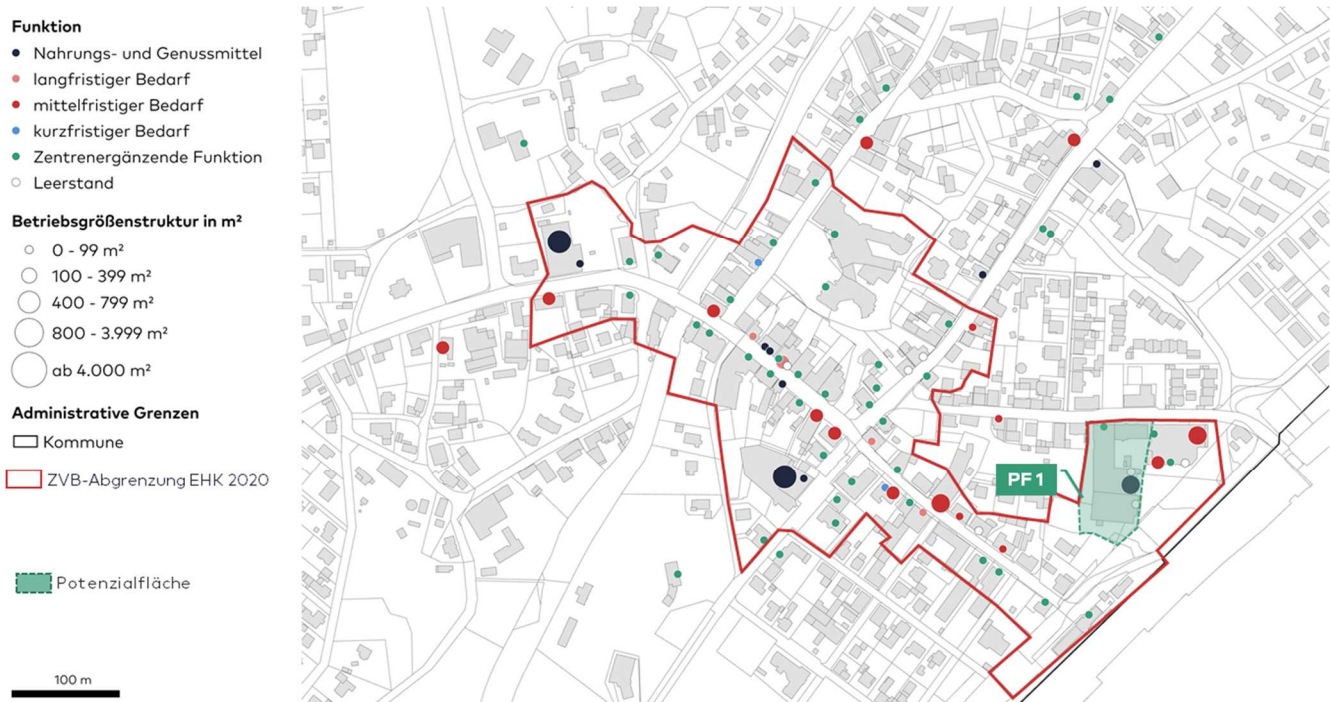 Funktion
Nahrungs- und Genussmittel
langfristiger Bedarf
mittelfristiger Bedarf
kurzfristiger Bedarf
Zentrenergänzende Funktion
Leerstand
Betriebsgrößenstruktur in m²
0 - 99 m²
100 - 399 m²
400 - 799 m²
800 - 3.999 m²
ab 4.000 m²
Administrative Grenzen
Kommune
ZVB-Abgrenzung EHK 2020
Potenzialfläche
100 m
PF 1